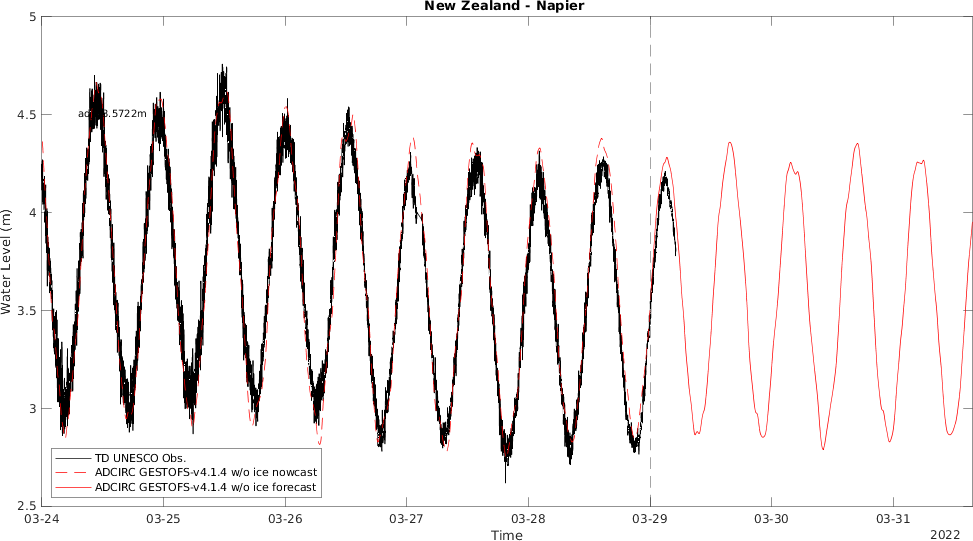 New Zealand - Napier
5
4.5
4
3.5
3
2.5
Water Level (m)
3.5722m
TD UNESCO Obs.
ADCIRC GESTOFS-v4.1.4 w/o ice nowcast
ADCIRC GESTOFS-v4.1.4 w/o ice forecast
03-24
03-25
03-26
03-27
03-28
03-29
03-30
03-31
Time
2022